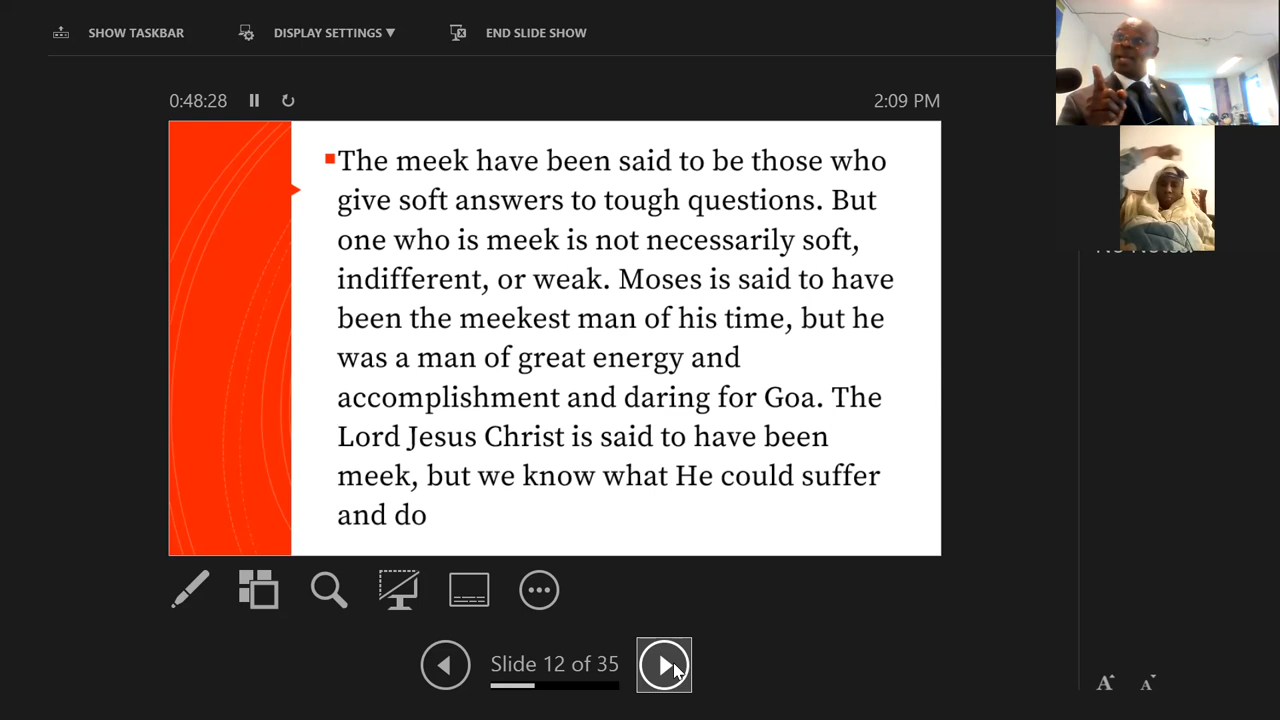 SHOW TASKBAR
DISPLAY SETTINGS ▼
END SLIDE SHOW
0:48:28
2:09 PM
The meek have been said to be those who
give soft answers to tough questions. But
one who is meek is not necessarily soft,
indifferent, or weak. Moses is said to have
been the meekest man of his time, but he
was a man of great energy and
accomplishment and daring for Goa. The
Lord Jesus Christ is said to have been
meek, but we know what He could suffer
and do
No Notes.
Slide 12 of 35
A A